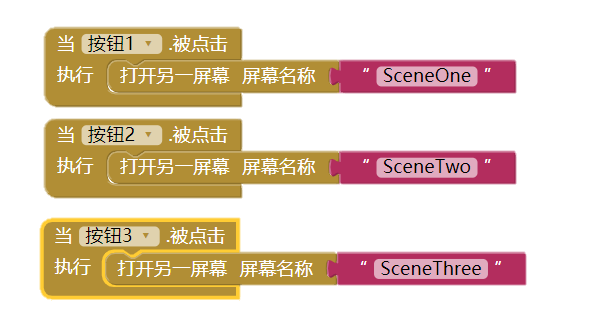 当 按钮1 .被点击
执行 打开另一屏幕 屏幕名称 “ SceneOne ”
当 按钮2 .被点击
执行 打开另一屏幕 屏幕名称 “ SceneTwo ”
当 按钮3 .被点击
执行 打开另一屏幕 屏幕名称 “ SceneThree ”